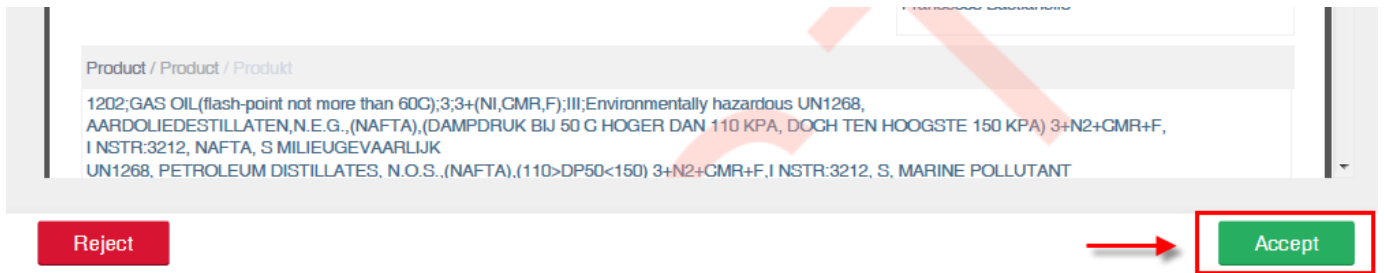 Product / Product / Produkt
1202;GAS OIL(flash-point not more than 60C);3;3+(NI,CMR,F);III;Environmentally hazardous UN1268,
AARDOLIEDESTILLATEN,N.E.G.,(NAFTA),(DAMPDRUK BIJ 50 C HOGER DAN 110 KPA, DOCH TEN HOOGSTE 150 KPA) 3+N2+CMR+F,
I NSTR:3212, NAFTA, S MILIEUGEVAARLIJK
UN1268, PETROLEUM DISTILLATES, N.O.S.,(NAFTA),(110>DP50<150) 3+N2+CMR+F,I NSTR:3212, S, MARINE POLLUTANT
Reject
Accept